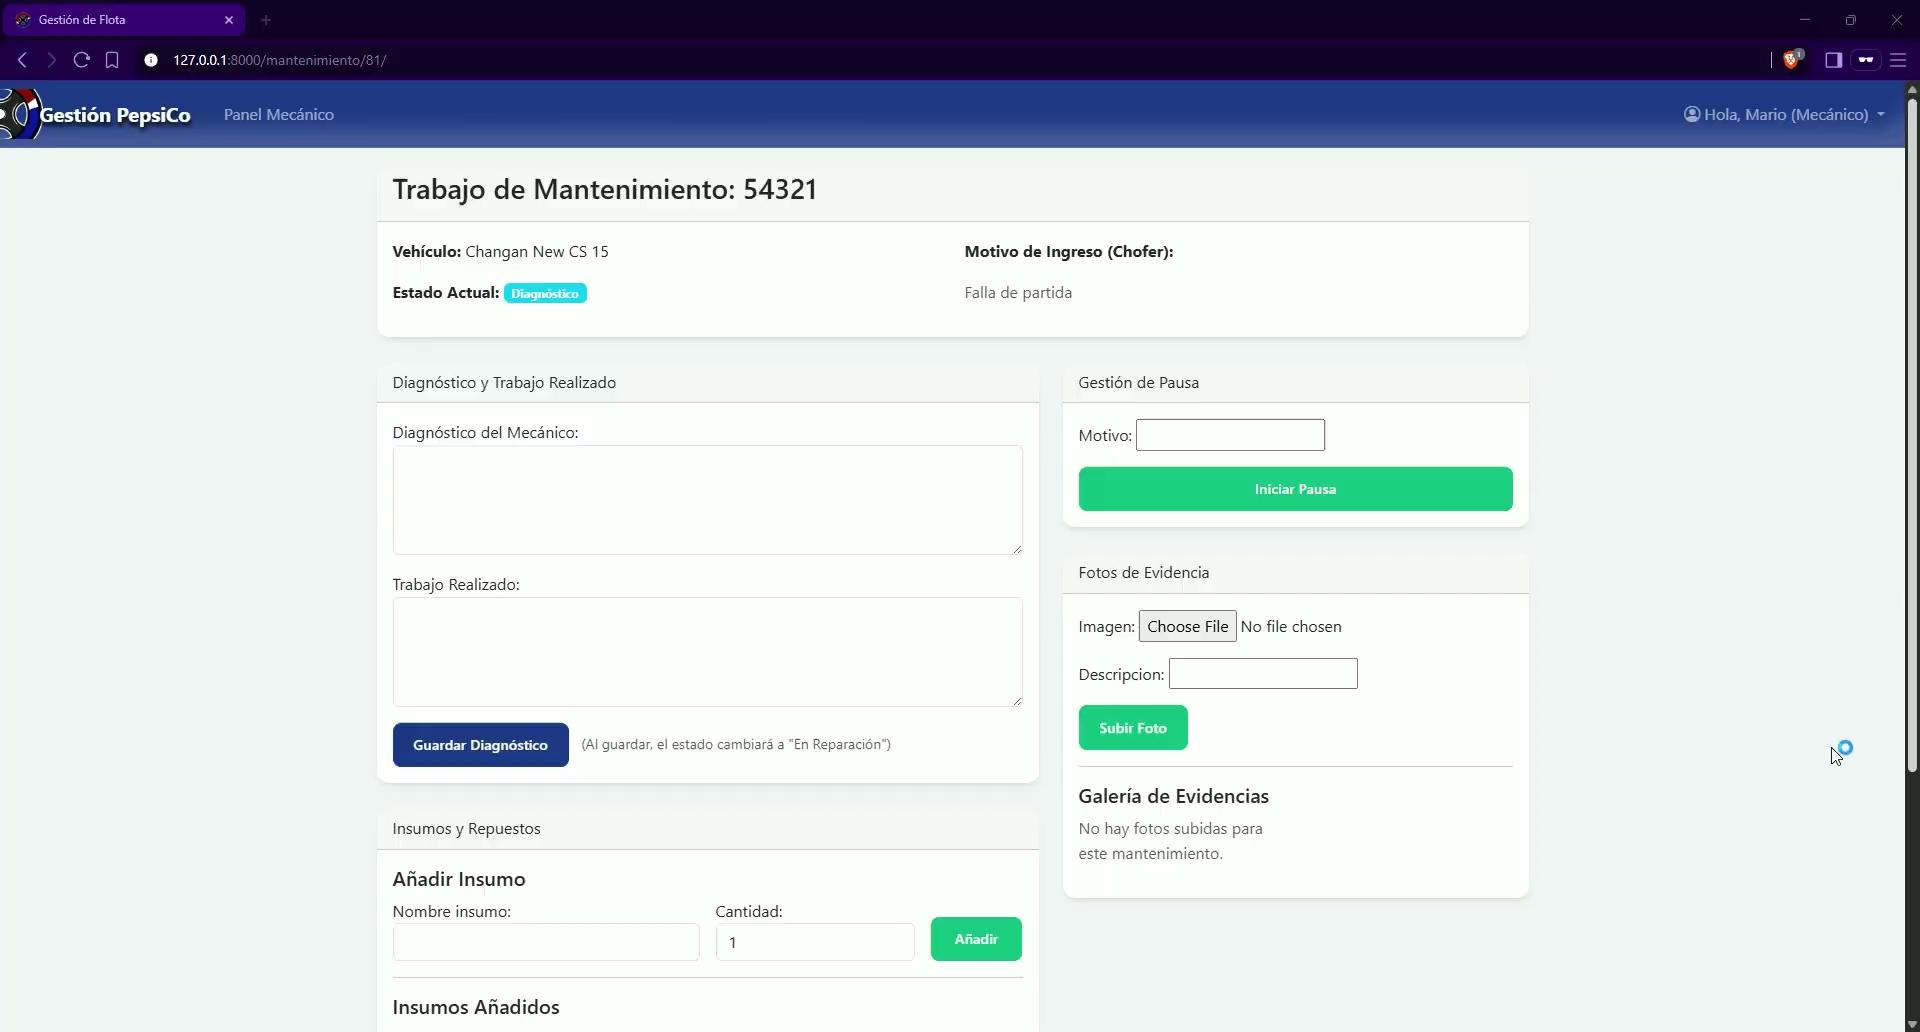 Gestión de Flota
127.0.0.1:8000/mantenimiento/81/
1
Gestión PepsiCo
Panel Mecánico
Hola, Mario (Mecánico)
Trabajo de Mantenimiento: 54321
Vehículo: Changan New CS 15
Estado Actual: Diagnóstico
Motivo de Ingreso (Chofer):
Falla de partida
Diagnóstico y Trabajo Realizado
Diagnóstico del Mecánico:
Trabajo Realizado:
Guardar Diagnóstico (Al guardar, el estado cambiará a "En Reparación")
Insumos y Repuestos
Añadir Insumo
Nombre insumo:
Cantidad:
1
Añadir
Insumos Añadidos
Gestión de Pausa
Motivo:
Iniciar Pausa
Fotos de Evidencia
Imagen: Choose File No file chosen
Descripcion:
Subir Foto
Galería de Evidencias
No hay fotos subidas para
este mantenimiento.